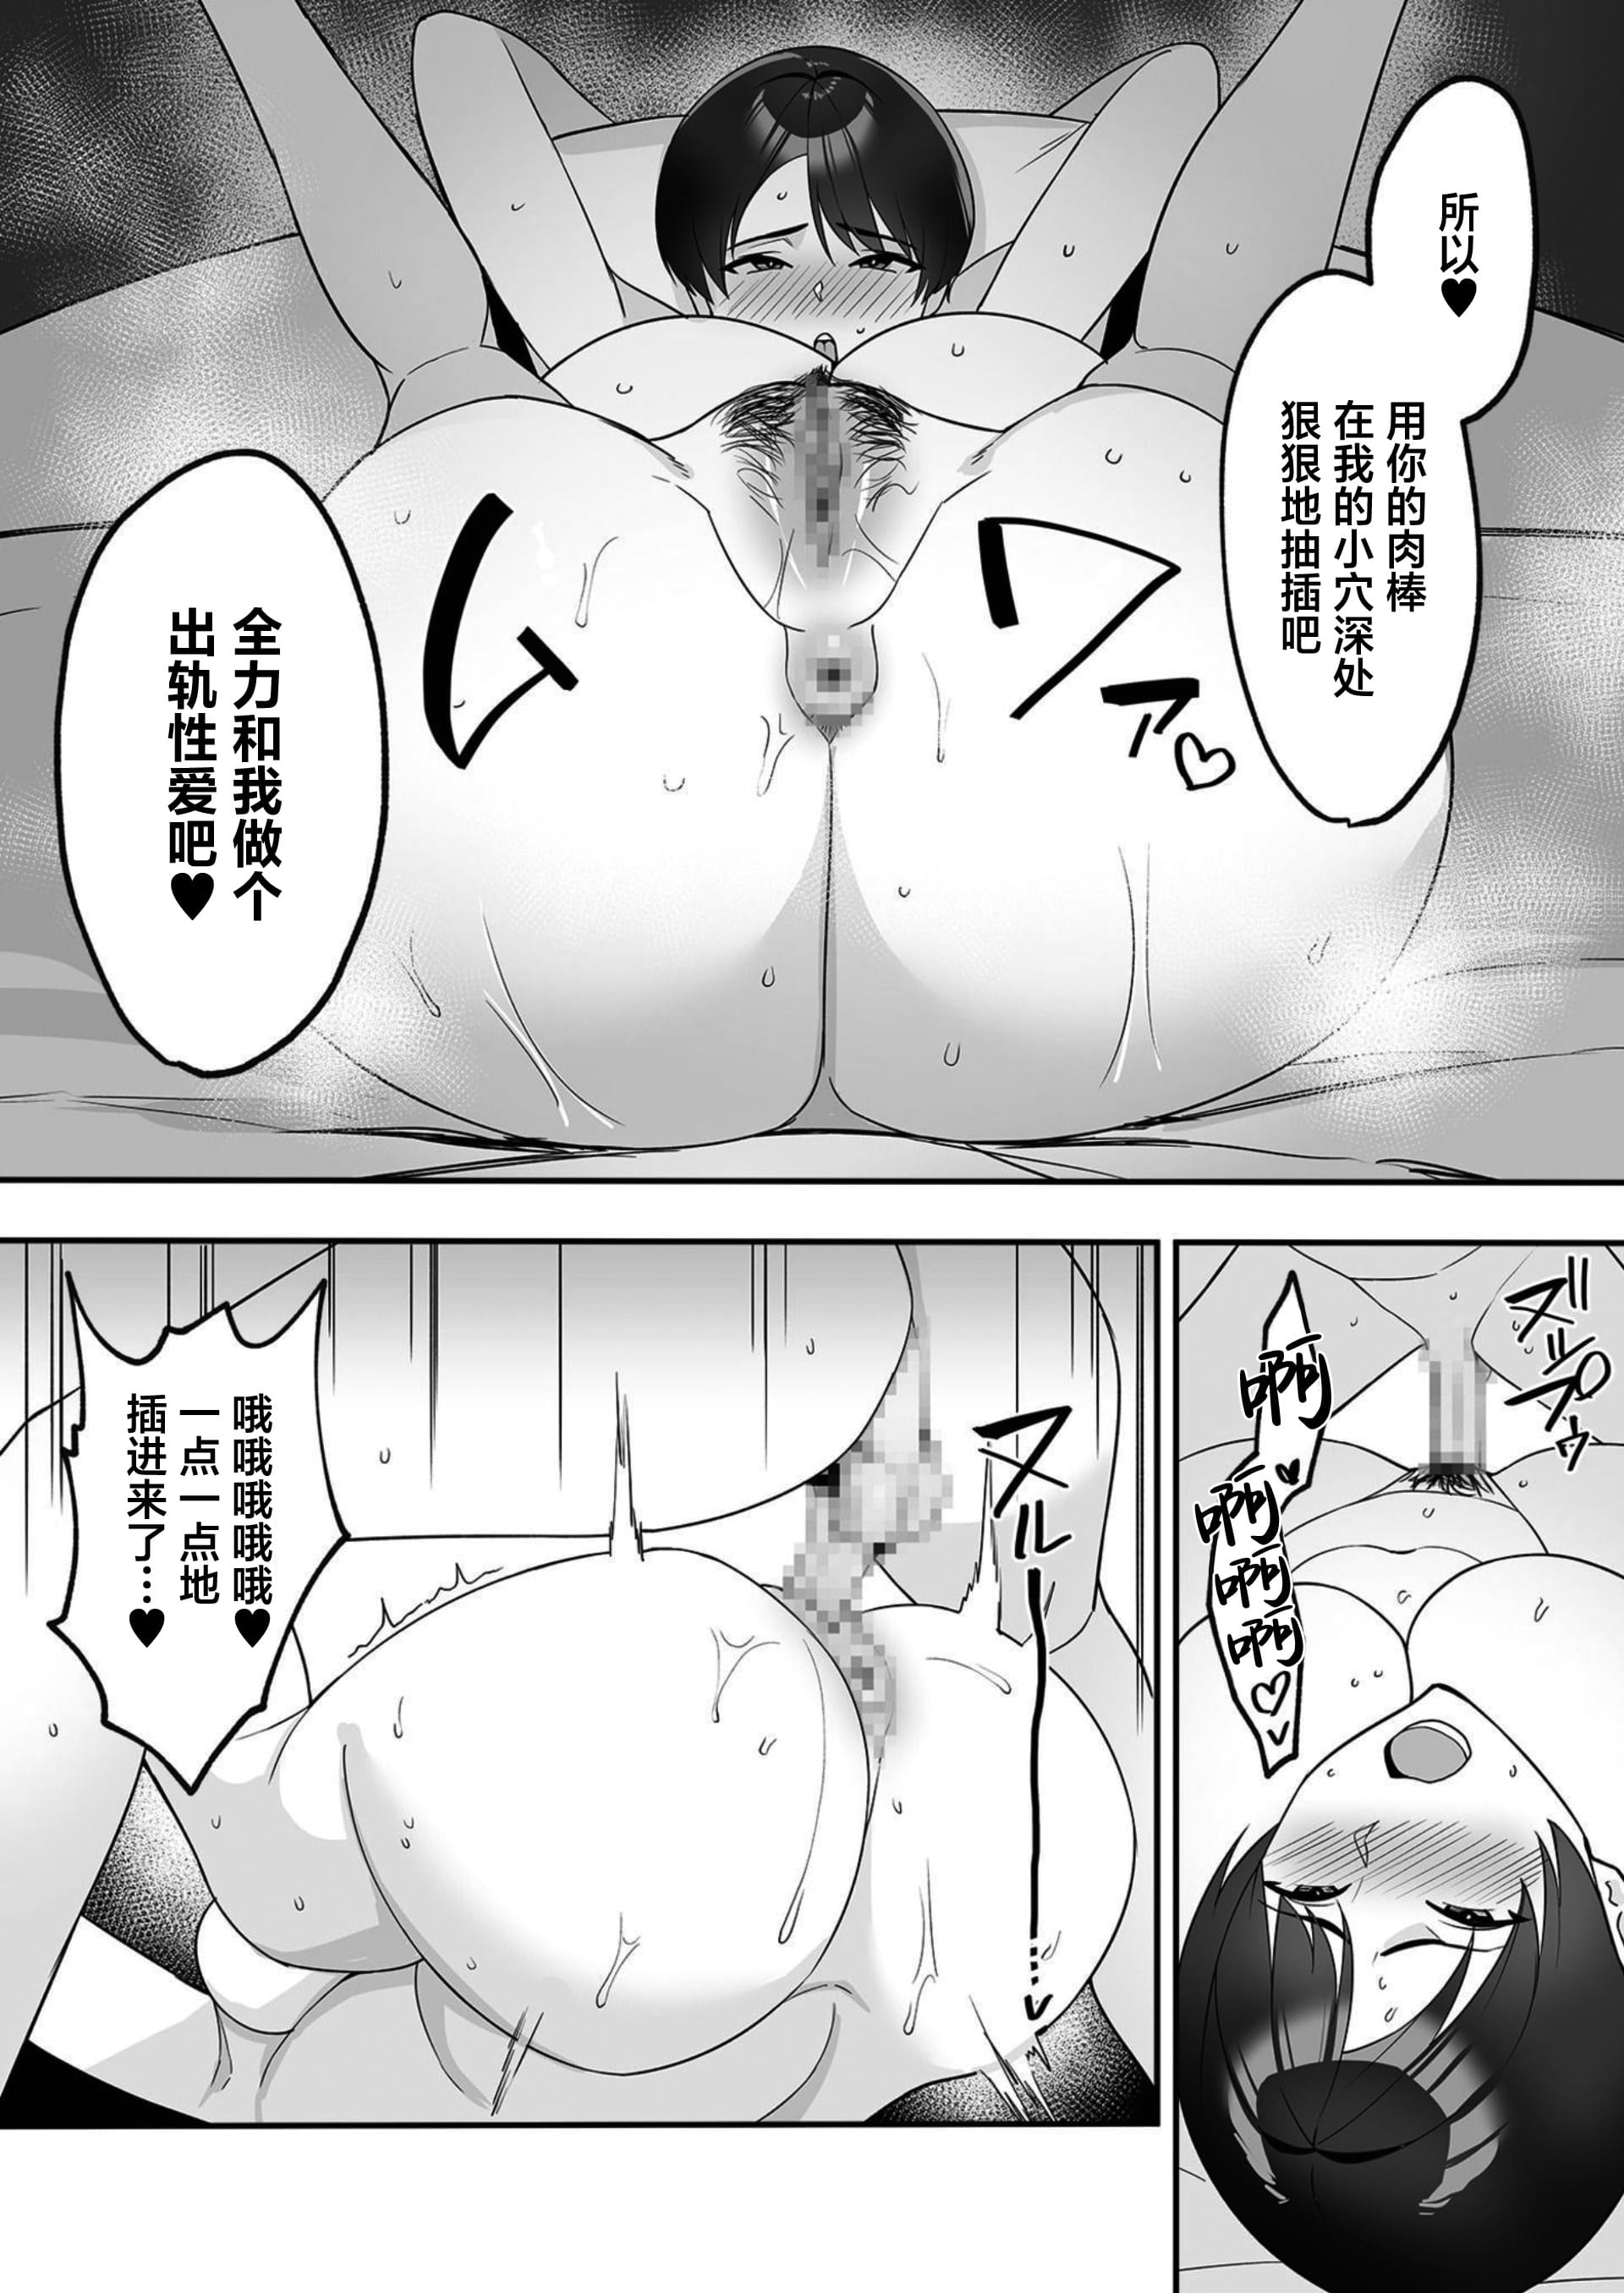 所以♥
用你的肉棒
在我的小穴深处
狠狠地抽插吧
ワァ♡
ムワ
全力和我做个
出轨性爱吧♥
ズップゥ
啊♥啊啊啊♡♥
ヌル……
哦哦哦哦哦♥
一点一点地
插进来了…♥